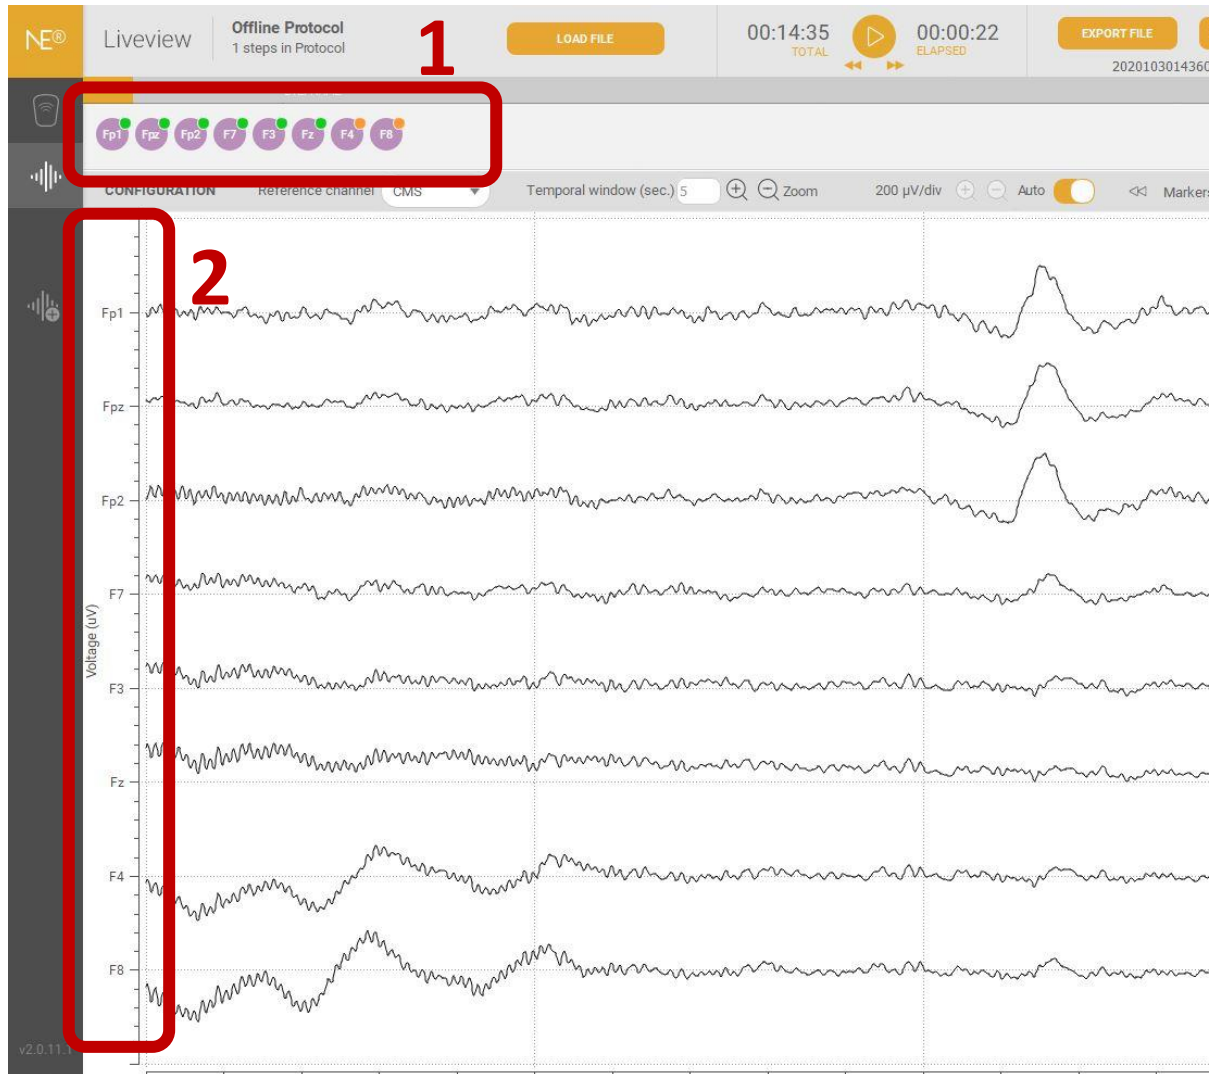 NE®
Liveview
Offline Protocol
1 steps in Protocol
1
LOAD FILE
00:14:35
TOTAL
00:00:22
ELAPSED
EXPORT FILE
2020103014360
Fp1 Fpz Fp2 F7 F3 Fz F4 F8
CONFIGURATION Reference channel CMS Temporal window (sec.) 5 Zoom 200 µV/div Auto Markers
2
Fp1
Fpz
Fp2
F7
Voltage (uV)
F3
Fz
F4
F8
v2.0.11.1